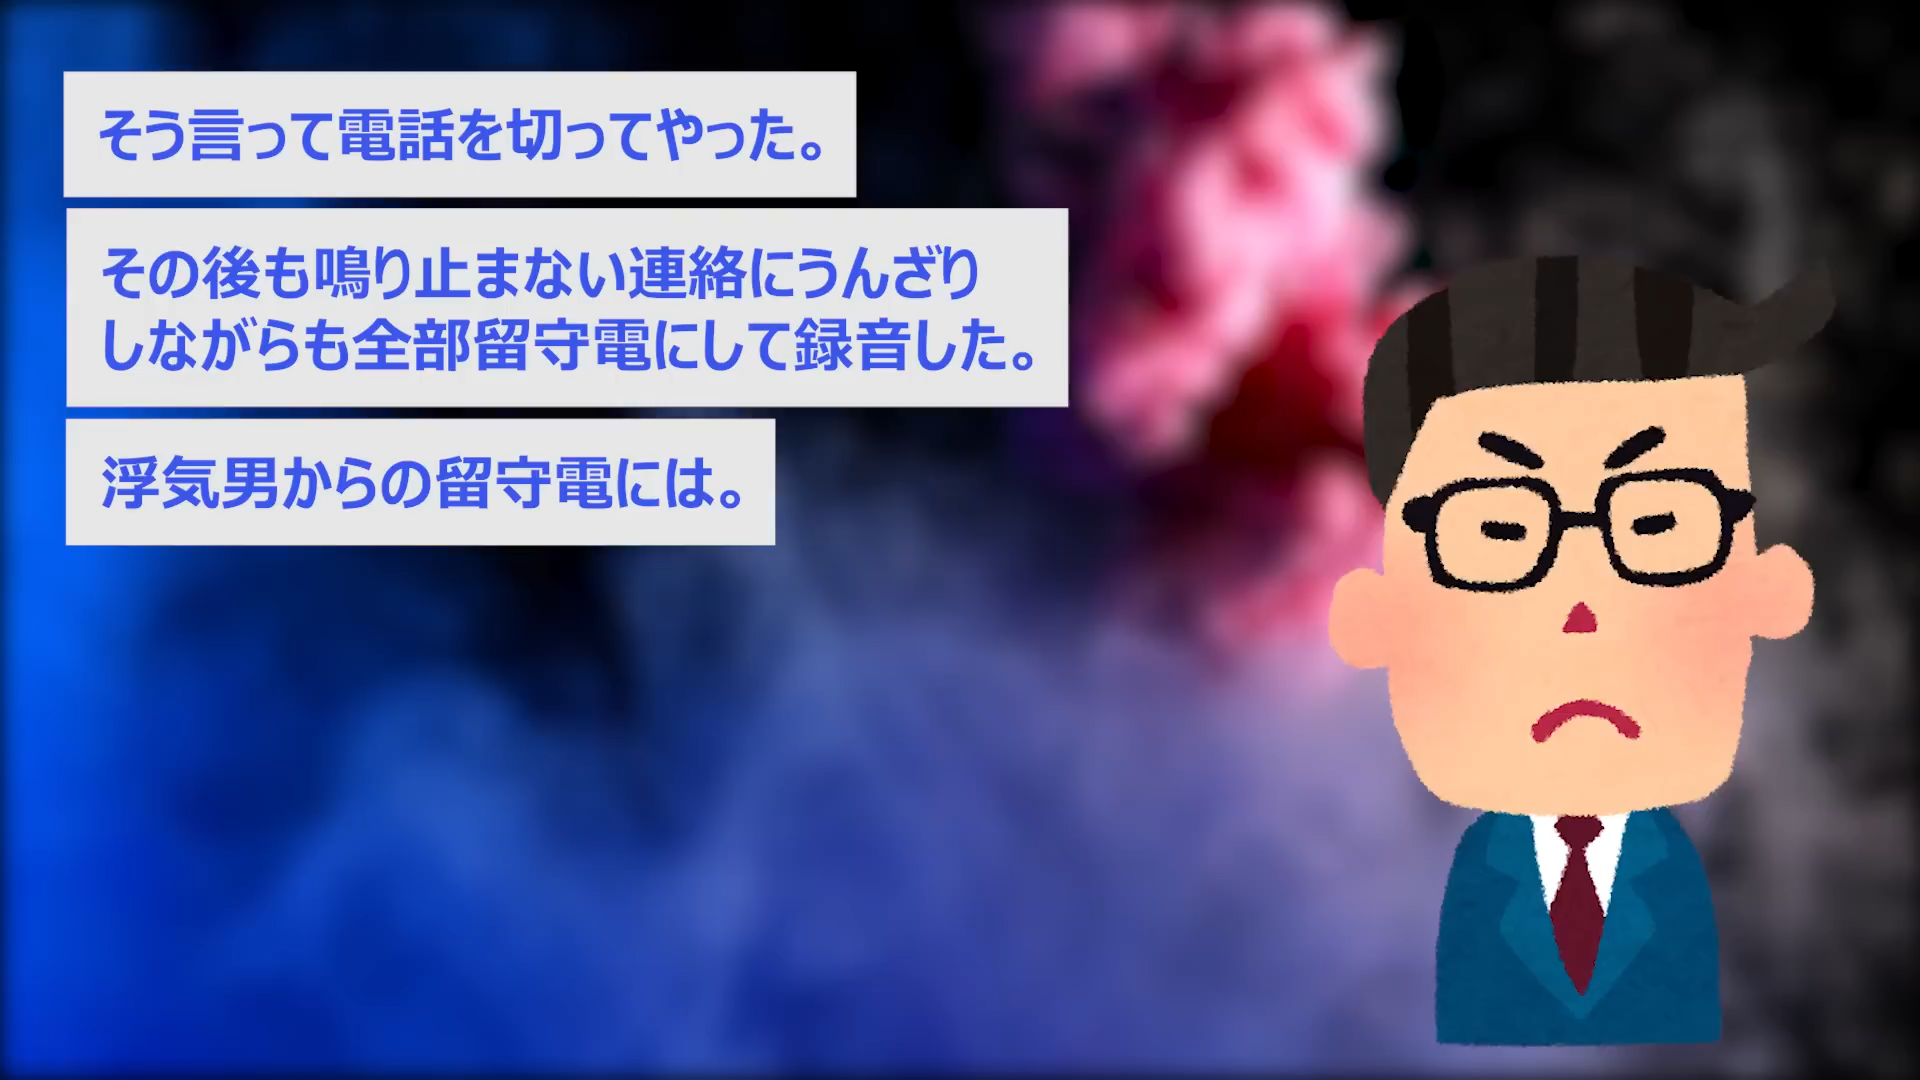 そう言って電話を切ってやった。
その後も鳴り止まない連絡にうんざり
しながらも全部留守電にして録音した。
浮気男からの留守電には。